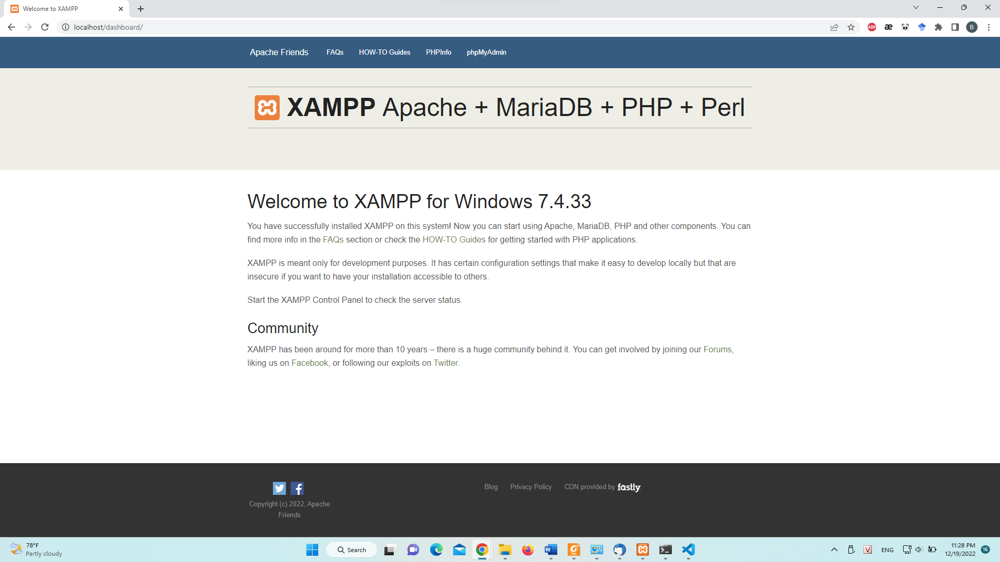 Welcome to XAMPP
localhost/dashboard/
ABP
æ
B
Apache Friends
FAQs
HOW-TO Guides
PHPInfo
phpMyAdmin
XAMPP Apache + MariaDB + PHP + Perl
Welcome to XAMPP for Windows 7.4.33
You have successfully installed XAMPP on this system! Now you can start using Apache, MariaDB, PHP and other components. You can
find more info in the FAQs section or check the HOW-TO Guides for getting started with PHP applications.
XAMPP is meant only for development purposes. It has certain configuration settings that make it easy to develop locally but that are
insecure if you want to have your installation accessible to others.
Start the XAMPP Control Panel to check the server status.
Community
XAMPP has been around for more than 10 years – there is a huge community behind it. You can get involved by joining our Forums,
liking us on Facebook, or following our exploits on Twitter.
Blog
Privacy Policy
CDN provided by fastly
Copyright (c) 2022, Apache
Friends
78°F
Partly cloudy
Search
W
PDF
V
ENG
11:28 PM
12/19/2022
16